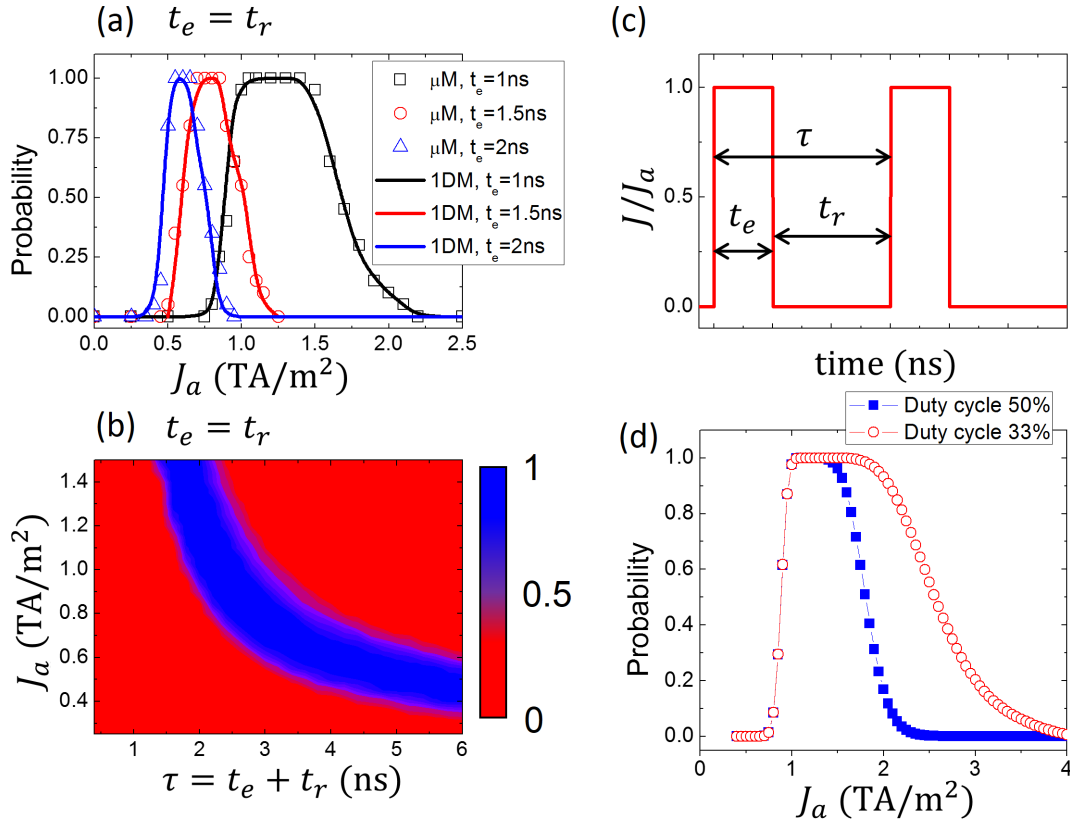 (a)
t_e = t_r
1.00
0.75
0.50
0.25
0.00
Probability
μM, t_e=1ns
μM, t_e=1.5ns
μM, t_e=2ns
1DM, t_e=1ns
1DM, t_e=1.5ns
1DM, t_e=2ns
0.0 0.5 1.0 1.5 2.0 2.5
J_a (TA/m²)
(c)
1.0
0.5
0.0
J/J_a
τ
t_e
t_r
time (ns)
(b)
t_e = t_r
1.4
1.2
1.0
0.8
0.6
0.4
J_a (TA/m²)
1 2 3 4 5 6
τ = t_e + t_r (ns)
1
0.5
0
(d)
Duty cycle 50%
Duty cycle 33%
1.0
0.8
0.6
0.4
0.2
0.0
Probability
0 1 2 3 4
J_a (TA/m²)